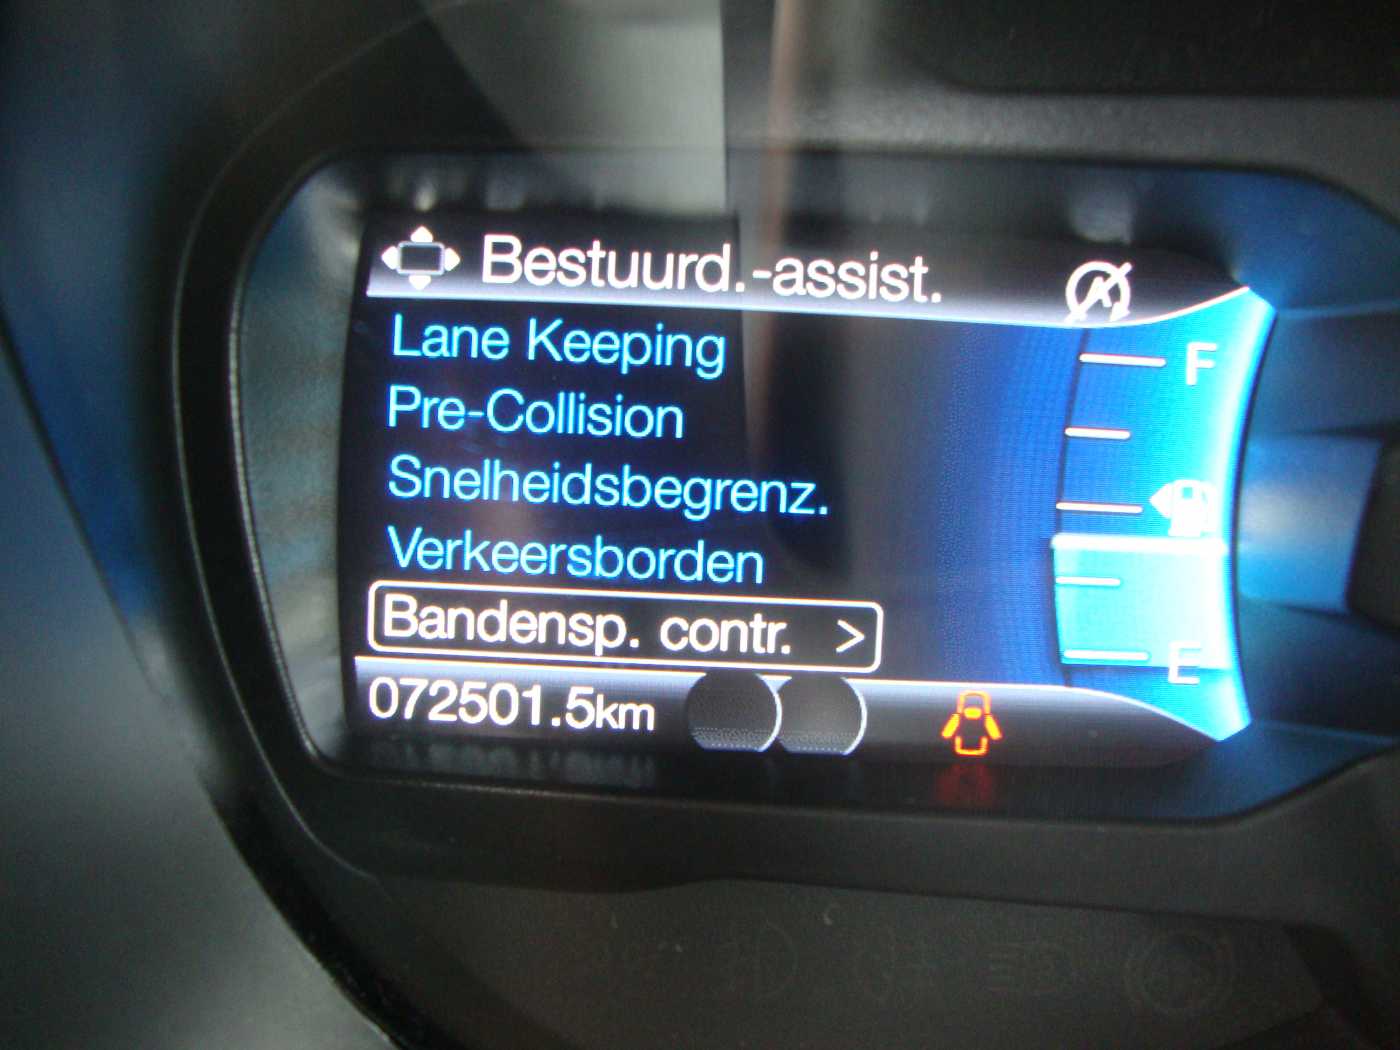 Bestuurd.-assist.
Lane Keeping
F
Pre-Collision
Snelheidsbegrenz.
Verkeersborden
Bandensp. contr. >
E
072501.5km